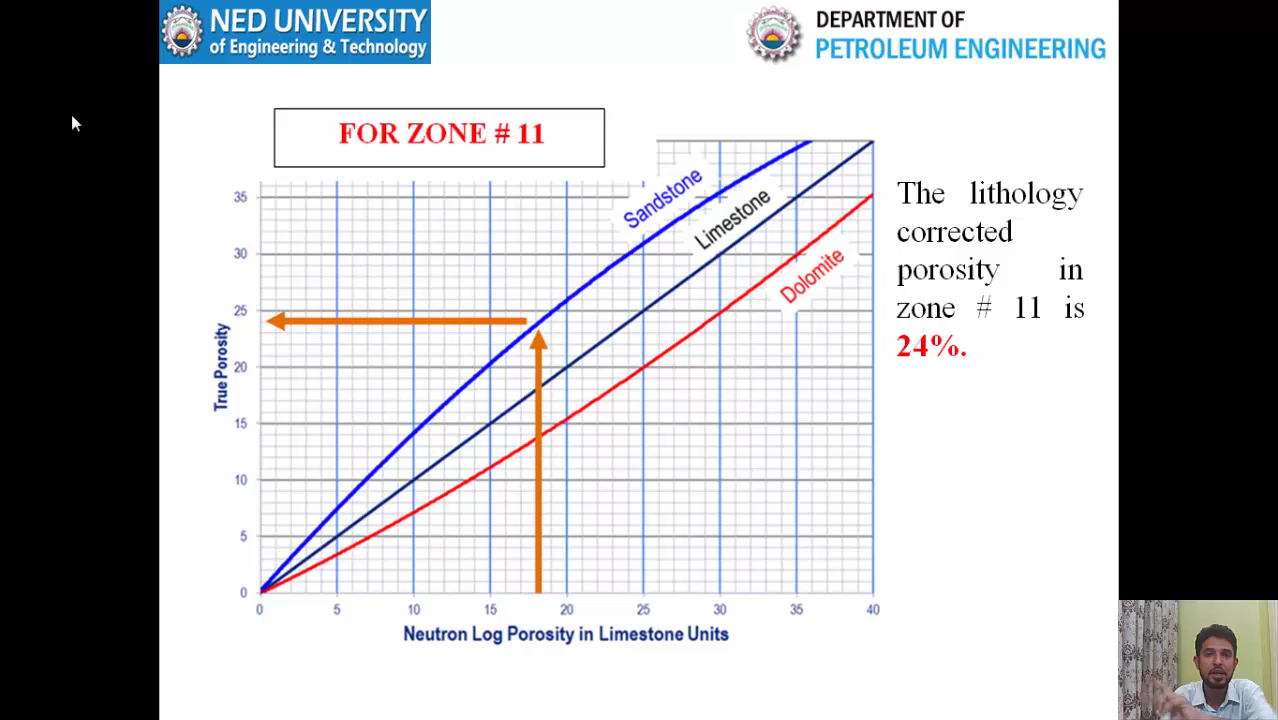 NED UNIVERSITY
of Engineering & Technology
DEPARTMENT OF
PETROLEUM ENGINEERING
FOR ZONE # 11
The lithology
corrected
porosity in
zone # 11 is
24%.
Sandstone
Limestone
Dolomite
True Porosity
35
30
25
20
15
10
5
0
0 5 10 15 20 25 30 35 40
Neutron Log Porosity in Limestone Units